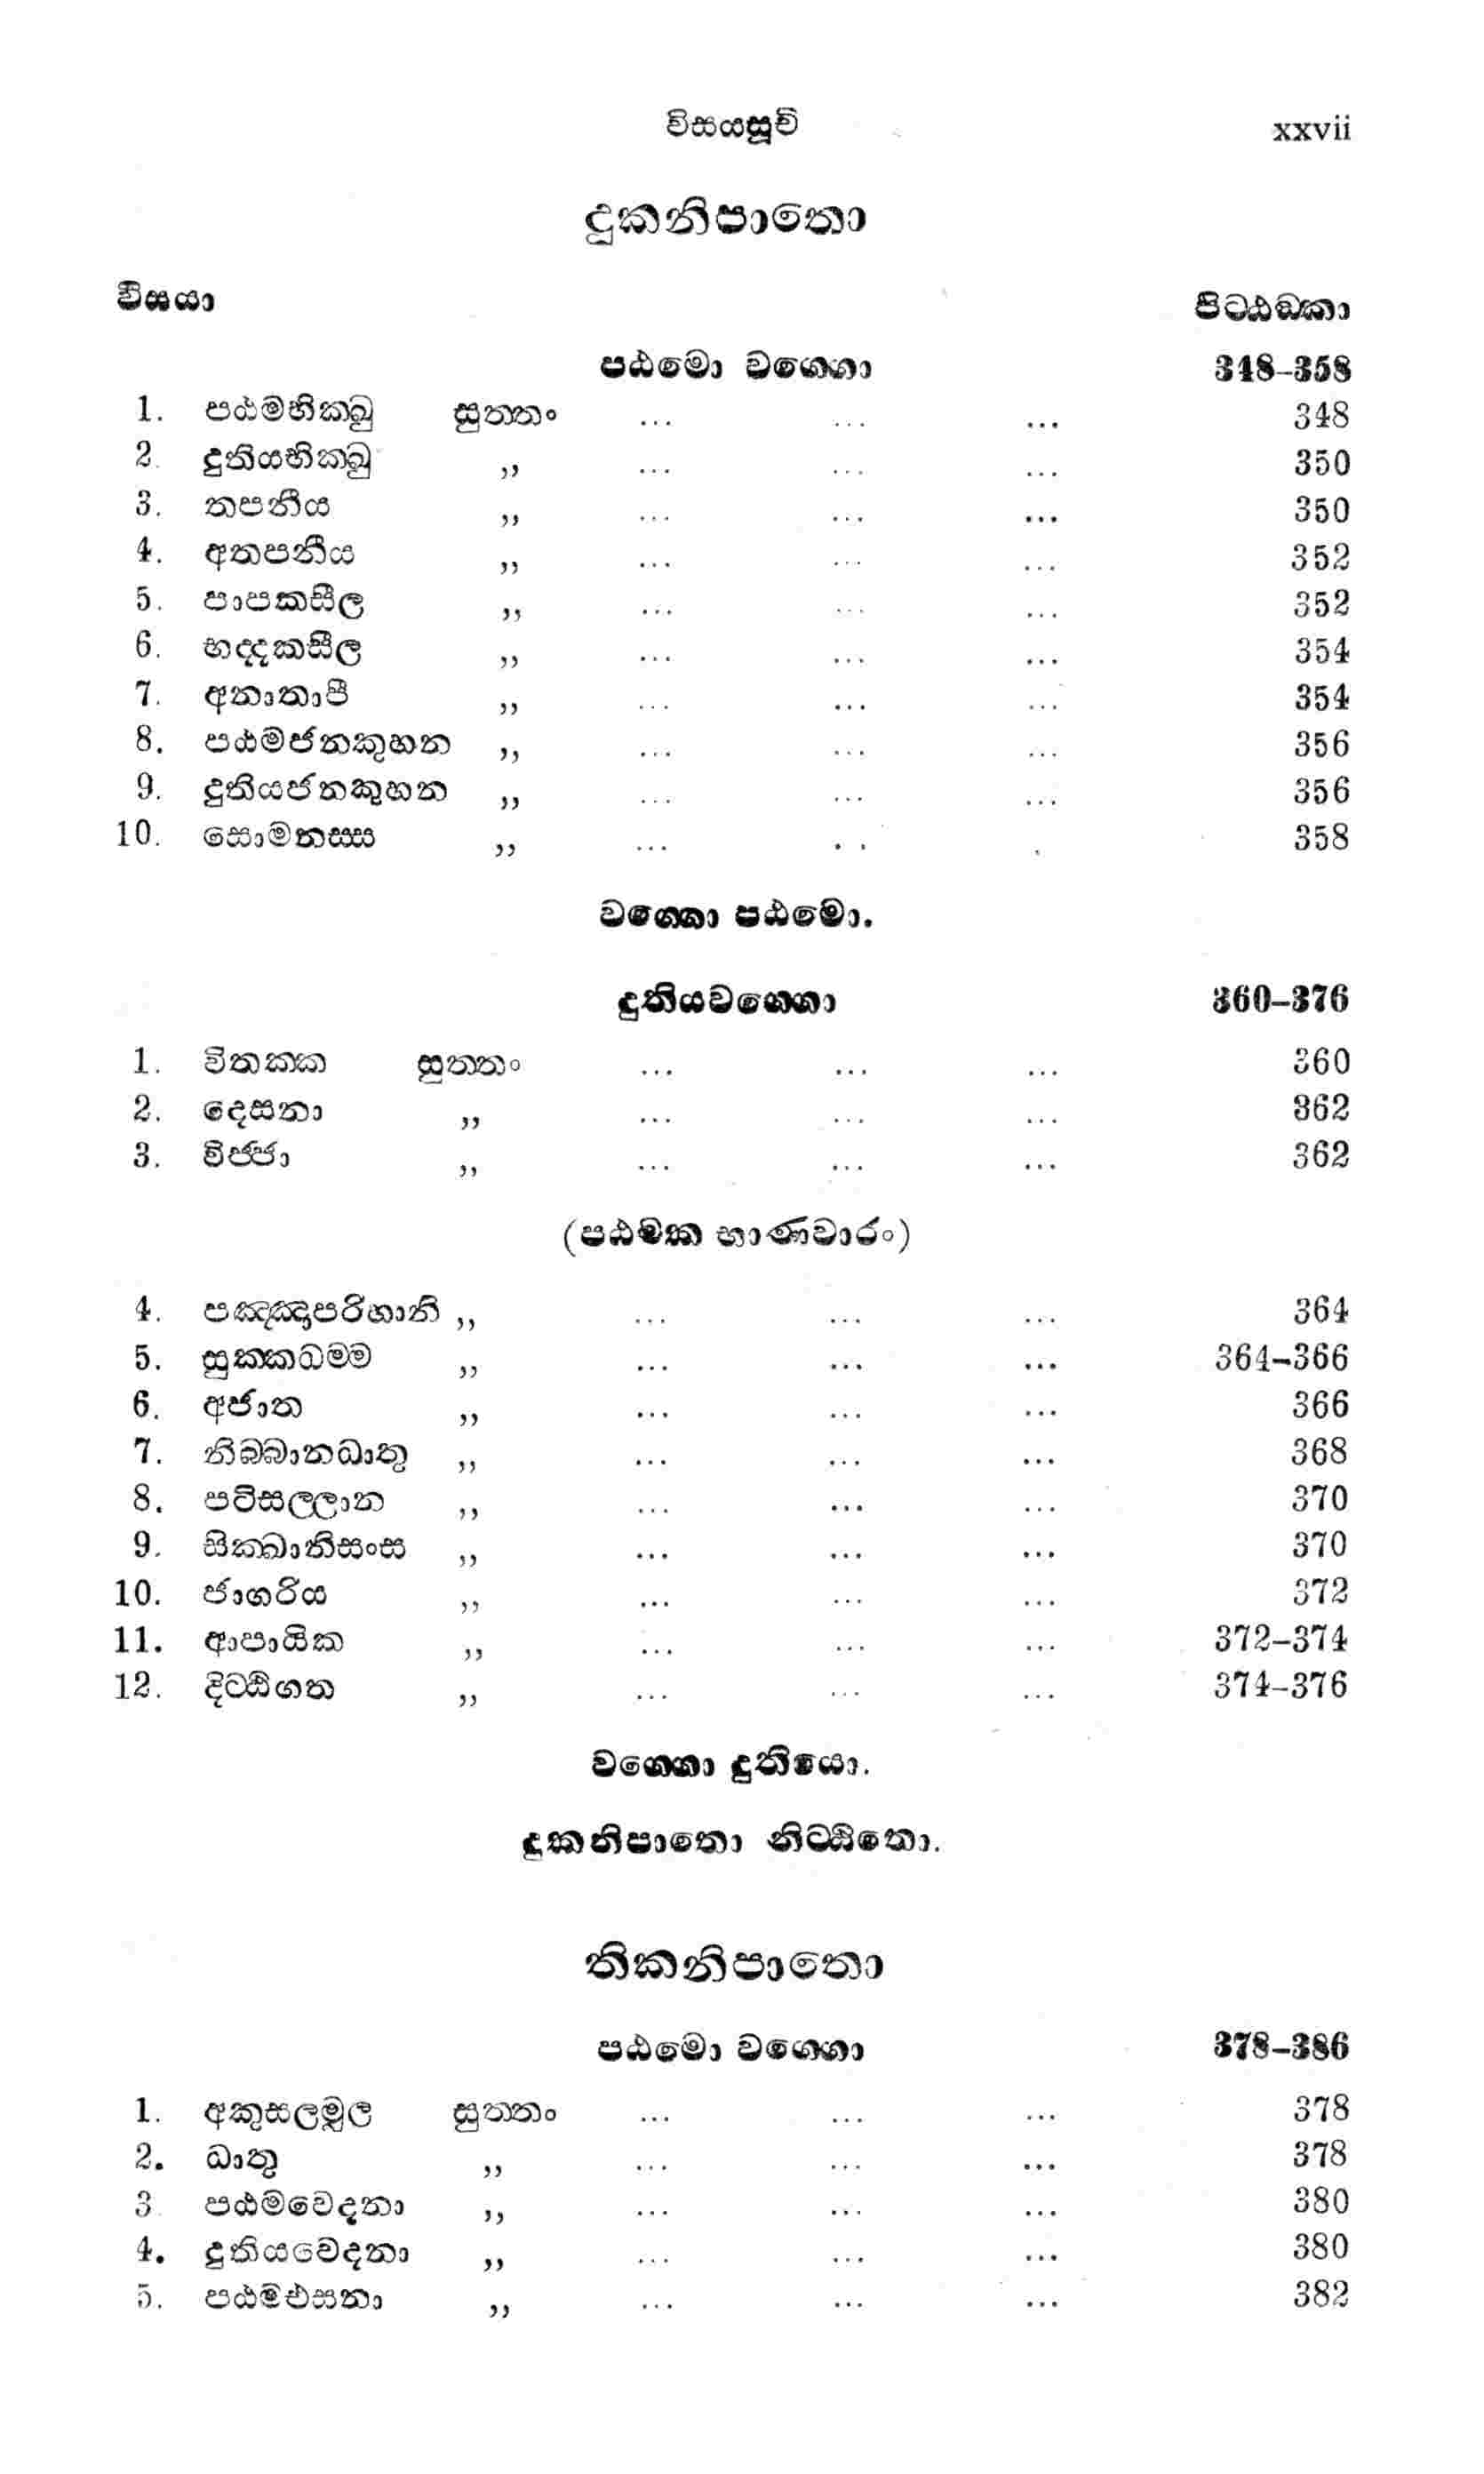 විසයසූචි xxvii
දුකනිපාතො
විසයා පිට්ඨඞ්කා
පඨමො වග්ගො 348–358
1. පඨමභික්ඛු සුත්තං ... ... ... 348
2. දුතියභික්ඛු ,, ... ... ... 350
3. තපනීය ,, ... ... ... 350
4. අතපනීය ,, ... ... ... 352
5. පාපකසීල ,, ... ... ... 352
6. භද්දකසීල ,, ... ... ... 354
7. අනාතාපී ,, ... ... ... 354
8. පඨමජනකුහන ,, ... ... ... 356
9. දුතියජනකුහන ,, ... ... ... 356
10. සොමනස්ස ,, ... . . . 358
වග්ගො පඨමො.
දුතියවග්ගො 360–376
1. විතක්ක සුත්තං ... ... ... 360
2. දෙසනා ,, ... ... ... 362
3. විජ්ජා ,, ... ... ... 362
(පඨමක භාණවාරං)
4. පඤ්ඤාපරිහානි ,, ... ... ... 364
5. සුක්කධම්ම ,, ... ... ... 364–366
6. අජාත ,, ... ... ... 366
7. නිබ්බානධාතු ,, ... ... ... 368
8. පටිසල්ලාන ,, ... ... ... 370
9. සික්ඛානිසංස ,, ... ... ... 370
10. ජාගරිය ,, ... ... ... 372
11. ආපායික ,, ... ... ... 372–374
12. දිට්ඨිගත ,, ... ... ... 374–376
වග්ගො දුතියො.
දුකනිපාතො නිට්ඨිතො.
තිකනිපාතො
පඨමො වග්ගො 378–386
1. අකුසලමූල සුත්තං ... ... ... 378
2. ධාතු ,, ... ... ... 378
3. පඨමවෙදනා ,, ... ... ... 380
4. දුතියවෙදනා ,, ... ... ... 380
5. පඨමඑසනා ,, ... ... ... 382